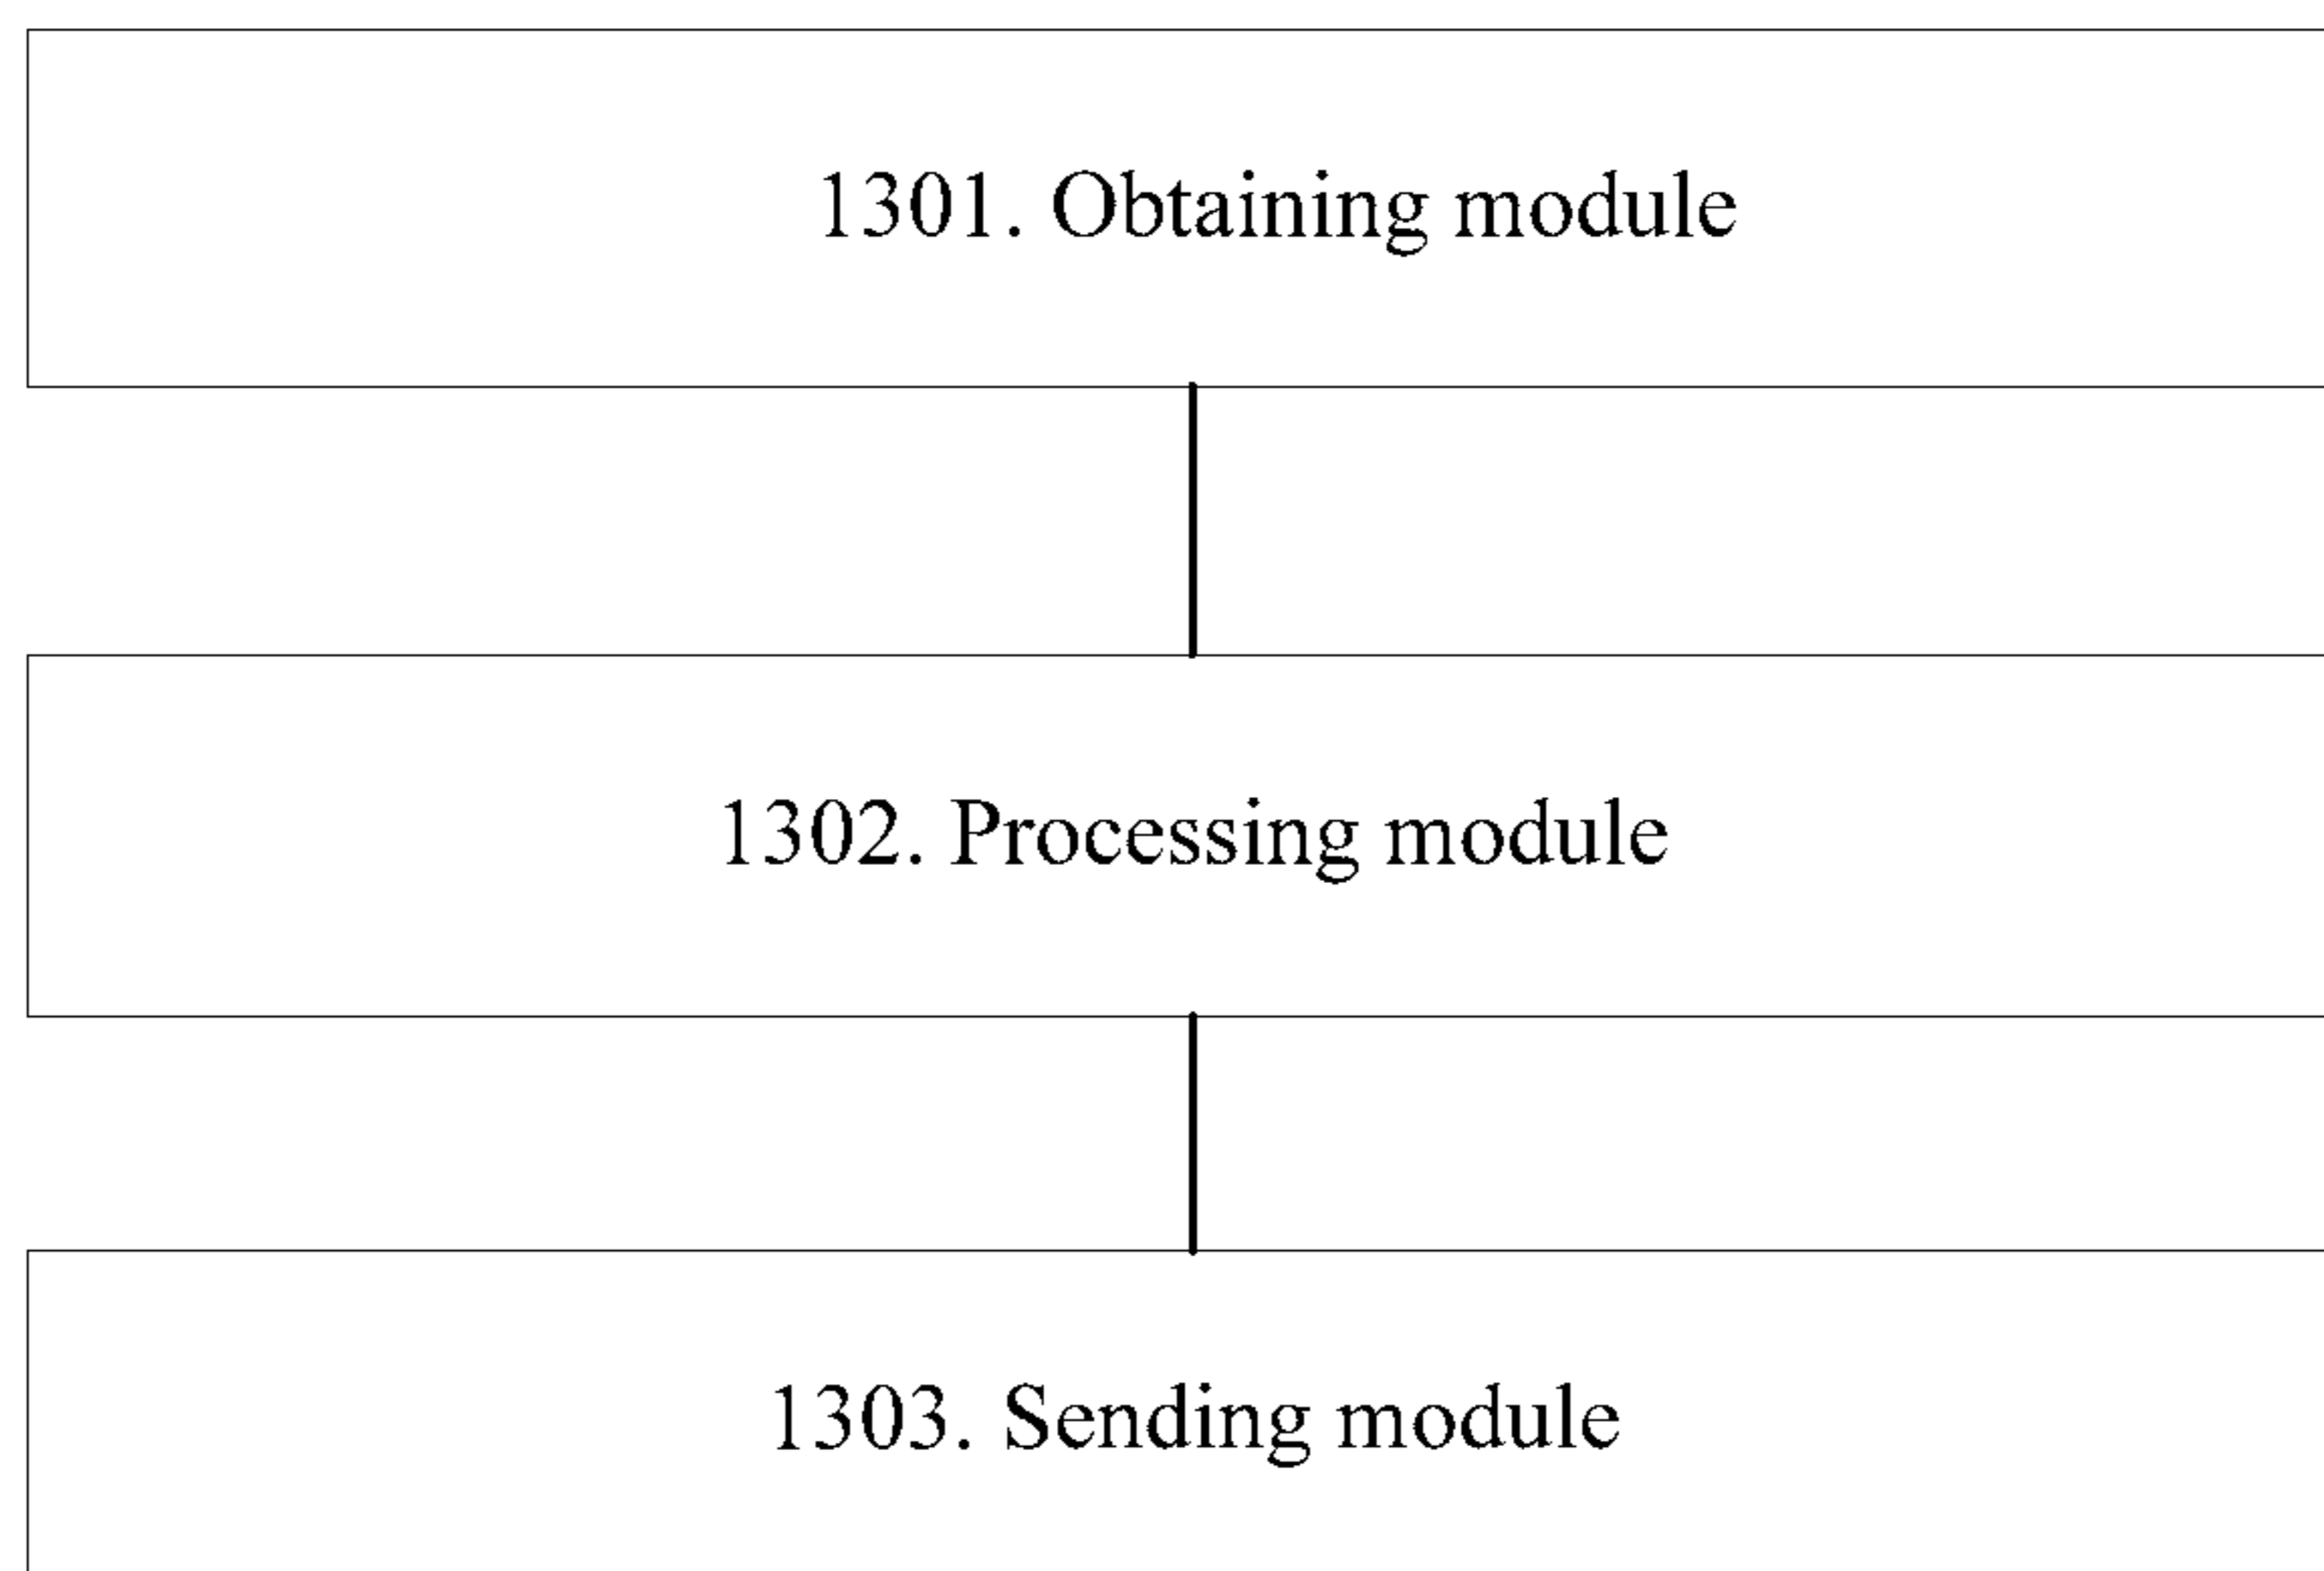 1301. Obtaining module
1302. Processing module
1303. Sending module